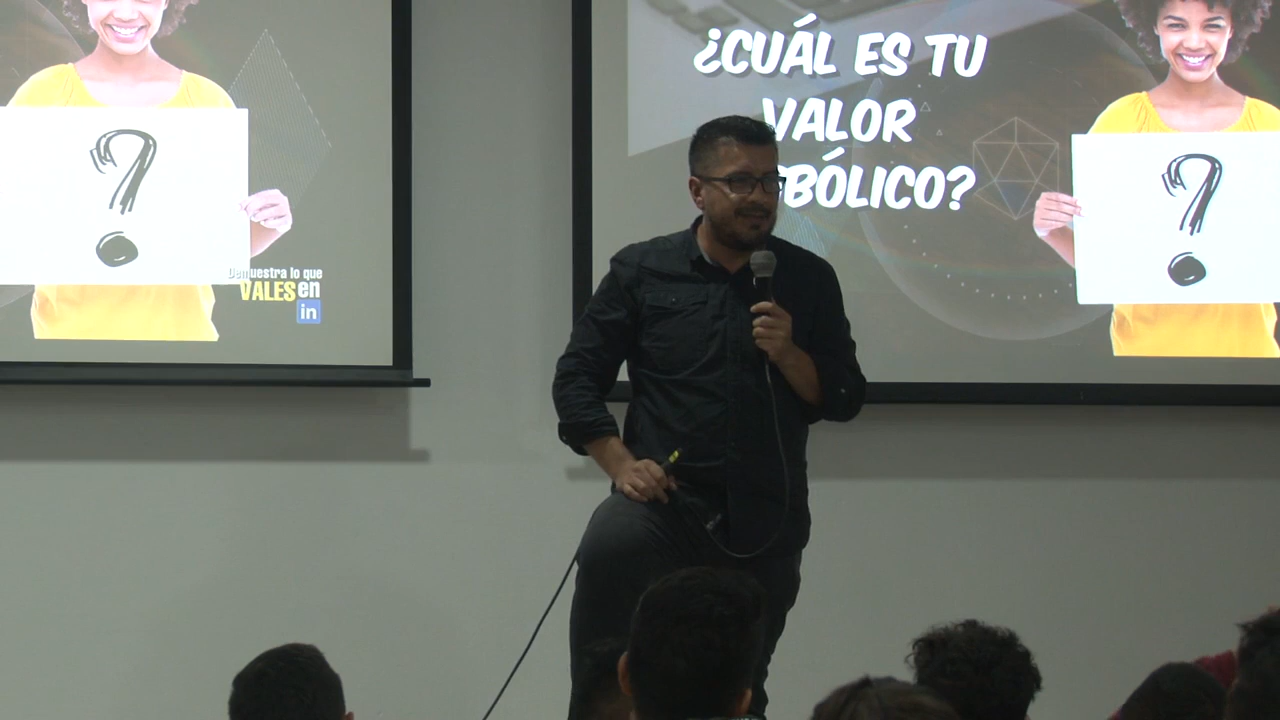 Demuestra lo que
VALES en
in
¿CUÁL ES TU
VALOR
BÓLICO?
?
?